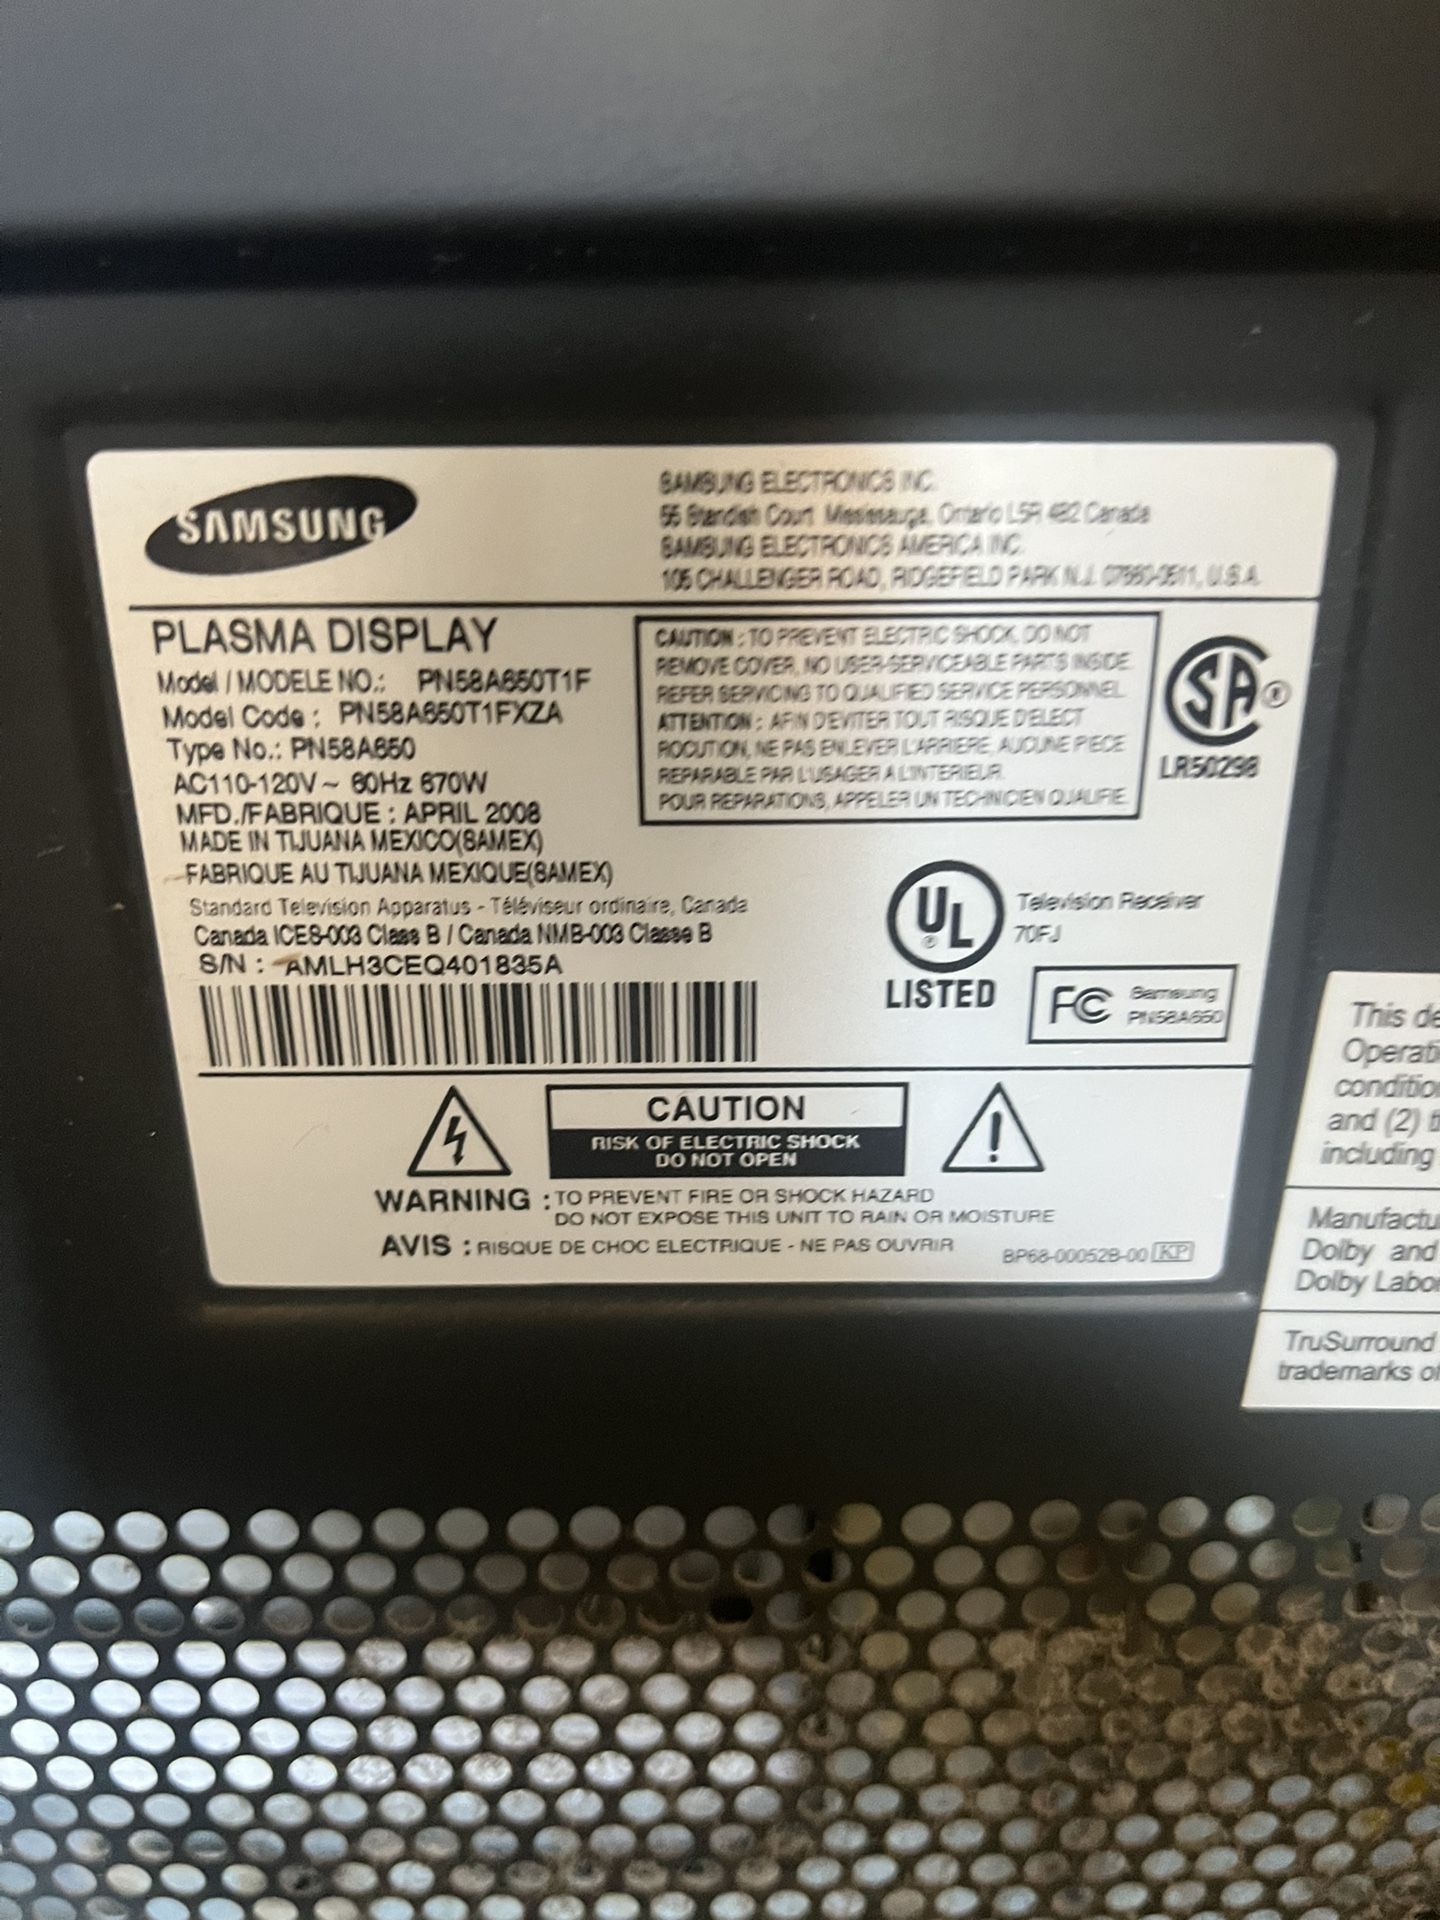 SAMSUNG
SAMSUNG ELECTRONICS INC.
55 Standish Court Mississauga, Ontario L5R 4B2 Canada
SAMSUNG ELECTRONICS AMERICA INC.
105 CHALLENGER ROAD, RIDGEFIELD PARK N.J. 07660-0511, U.S.A.
PLASMA DISPLAY
Model / MODELE NO.: PN58A650T1F
Model Code : PN58A650T1FXZA
Type No.: PN58A650
AC110-120V ~ 60Hz 670W
MFD./FABRIQUE : APRIL 2008
MADE IN TIJUANA MEXICO(SAMEX)
FABRIQUE AU TIJUANA MEXIQUE(SAMEX)
Standard Television Apparatus - Téléviseur ordinaire, Canada
Canada ICES-003 Class B / Canada NMB-003 Classe B
S/N : AMLH3CEQ401835A
CAUTION : TO PREVENT ELECTRIC SHOCK, DO NOT
REMOVE COVER, NO USER-SERVICEABLE PARTS INSIDE.
REFER SERVICING TO QUALIFIED SERVICE PERSONNEL.
ATTENTION : AFIN D'EVITER TOUT RISQUE D'ELECT
ROCUTION, NE PAS ENLEVER L'ARRIERE, AUCUNE PIECE
REPARABLE PAR L'USAGER A L'INTERIEUR.
POUR REPARATIONS, APPELER UN TECHNICIEN QUALIFIE.
SA ®
LR50298
UL ®
LISTED
Television Receiver
70FJ
FC Samsung
PN58A650
CAUTION
RISK OF ELECTRIC SHOCK
DO NOT OPEN
WARNING : TO PREVENT FIRE OR SHOCK HAZARD
DO NOT EXPOSE THIS UNIT TO RAIN OR MOISTURE
AVIS : RISQUE DE CHOC ELECTRIQUE - NE PAS OUVRIR
BP68-00052B-00 KP
This de
Operati
condition
and (2) t
including
Manufactu
Dolby and
Dolby Labo
TruSurround
trademarks of